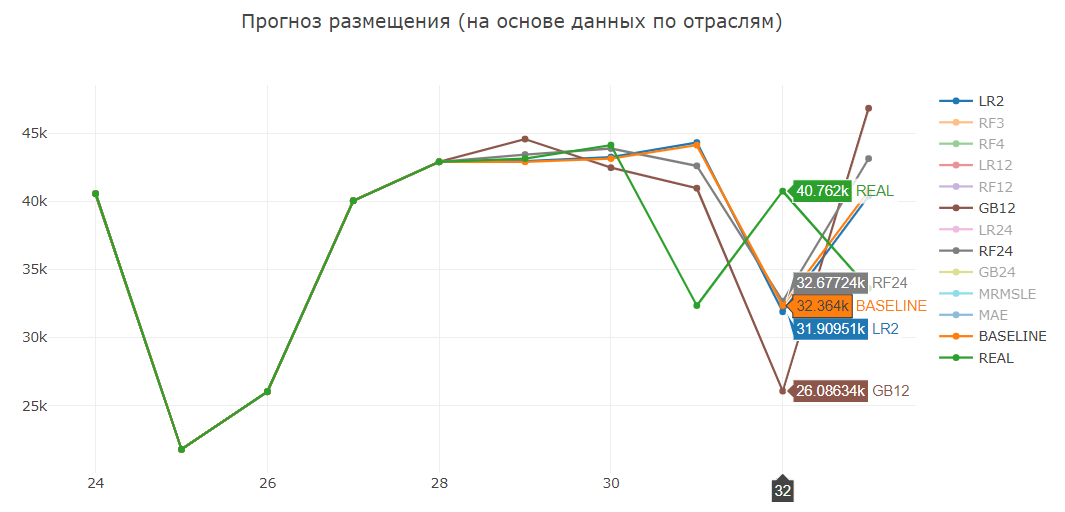 Прогноз размещения (на основе данных по отраслям)
45k
40k
35k
30k
25k
24
26
28
30
32
40.762k REAL
32.67724k RF24
32.364k BASELINE
31.90951k LR2
26.08634k GB12
LR2
RF3
RF4
LR12
RF12
GB12
LR24
RF24
GB24
MRMSLE
MAE
BASELINE
REAL